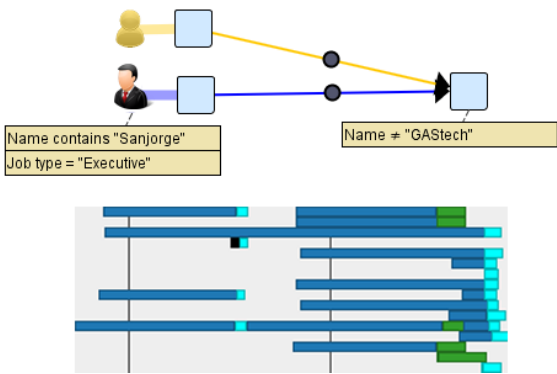 Name contains "Sanjorge"
Job type = "Executive"
Name ≠ "GAStech"